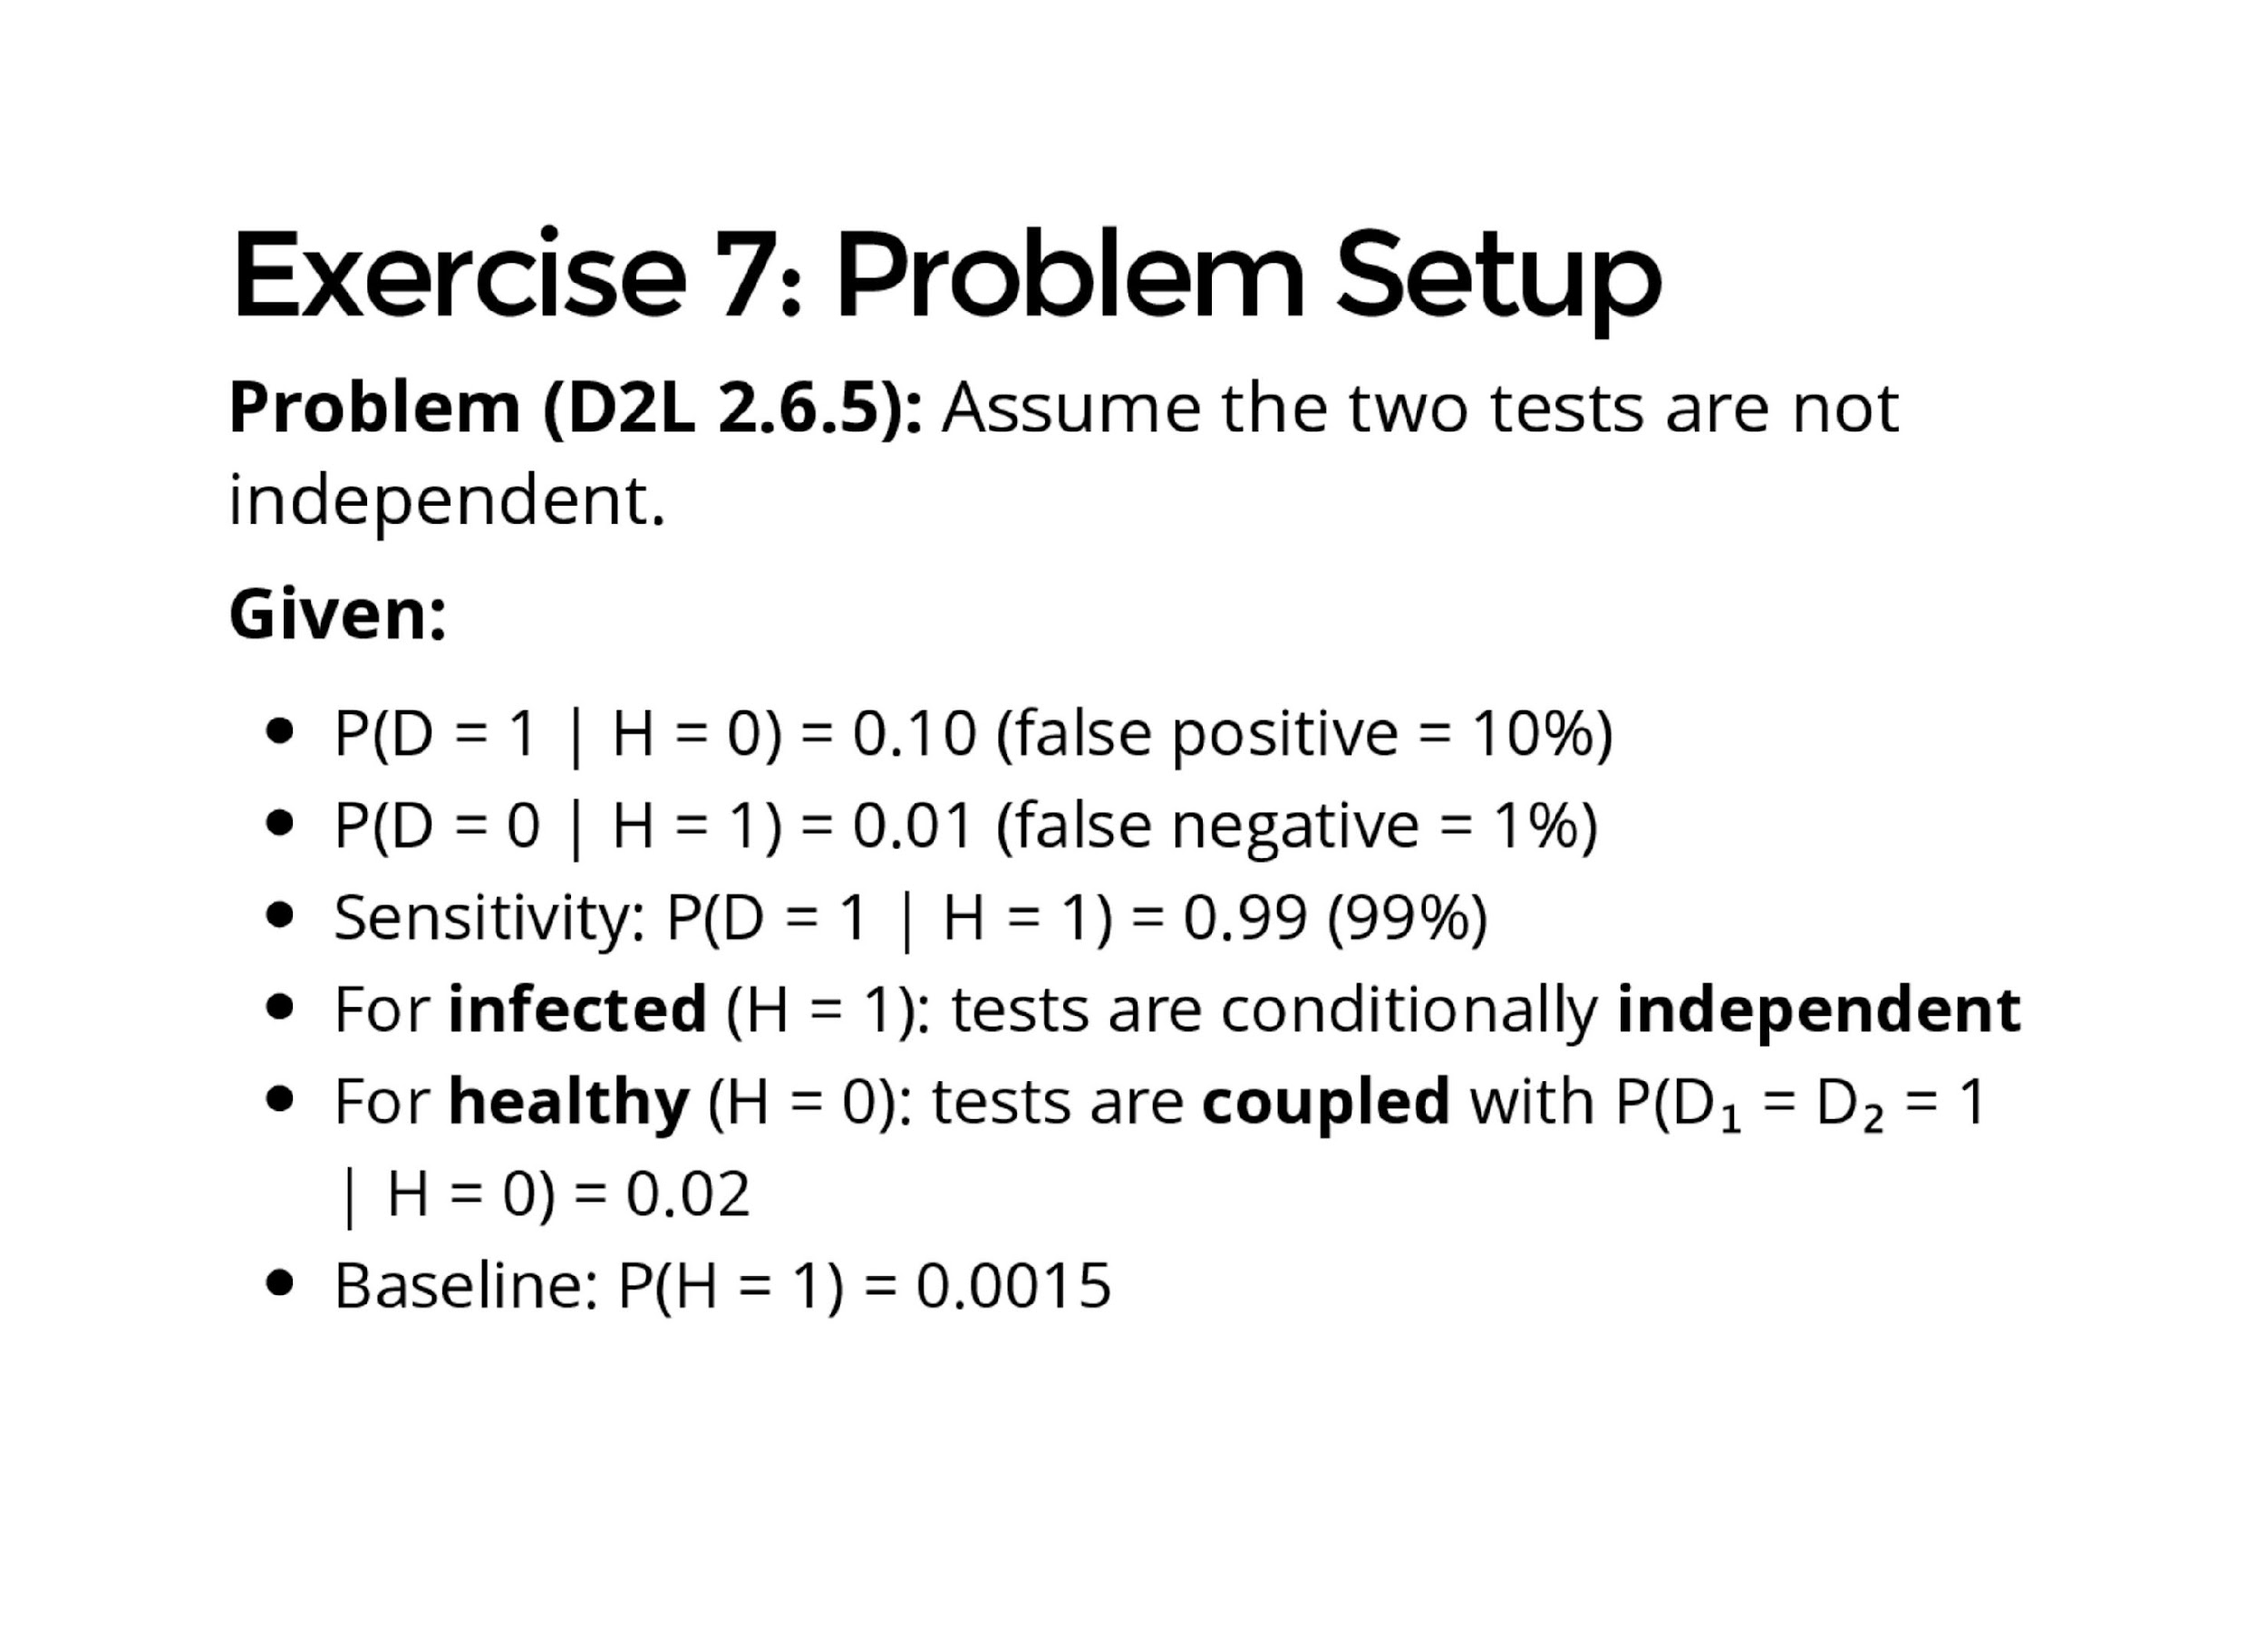 Exercise 7: Problem Setup
Problem (D2L 2.6.5): Assume the two tests are not
independent.
Given:
• P(D = 1 | H = 0) = 0.10 (false positive = 10%)
• P(D = 0 | H = 1) = 0.01 (false negative = 1%)
• Sensitivity: P(D = 1 | H = 1) = 0.99 (99%)
• For infected (H = 1): tests are conditionally independent
• For healthy (H = 0): tests are coupled with P(D₁ = D₂ = 1
| H = 0) = 0.02
• Baseline: P(H = 1) = 0.0015